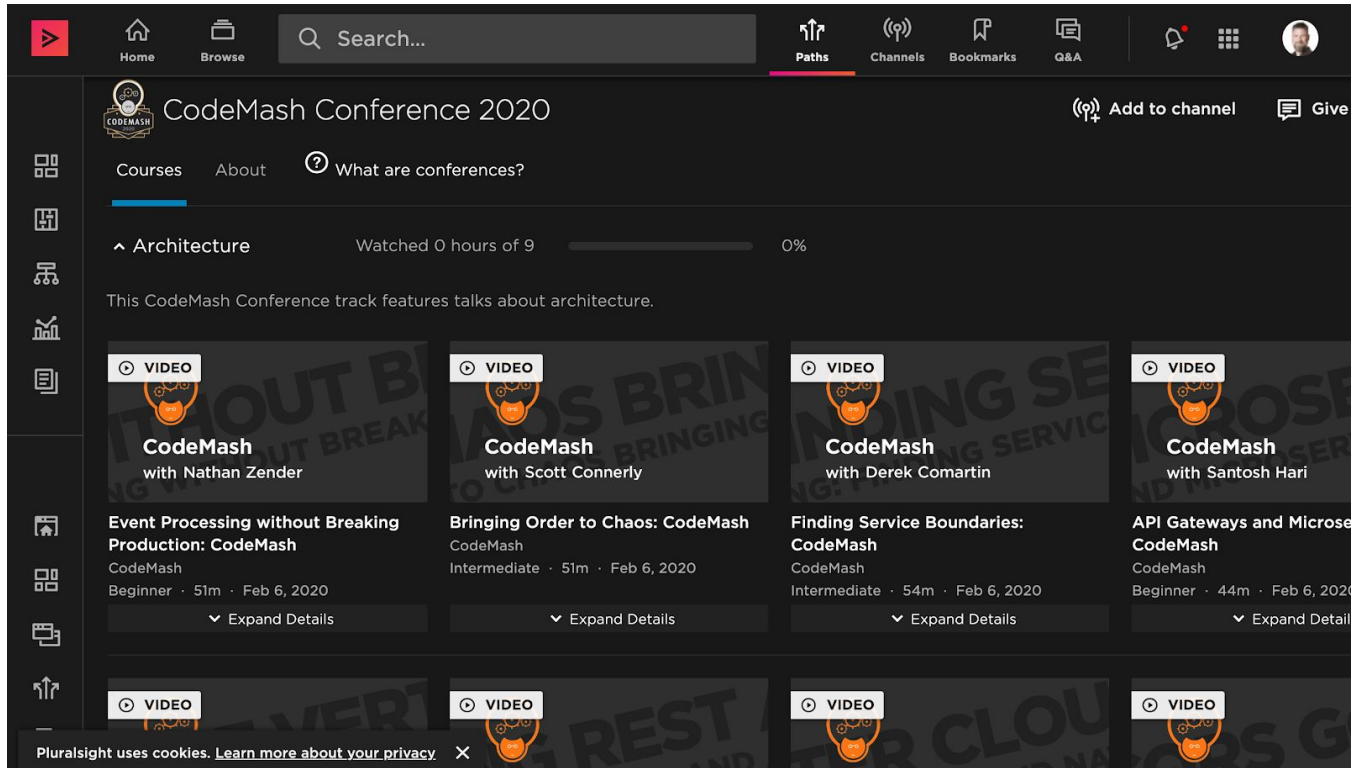 Home
Browse
Search...
Paths
Channels
Bookmarks
Q&A
CODEMASH
2020
CodeMash Conference 2020
Add to channel
Give
Courses
About
What are conferences?
Architecture
Watched 0 hours of 9
0%
This CodeMash Conference track features talks about architecture.
VIDEO
CodeMash
with Nathan Zender
Event Processing without Breaking
Production: CodeMash
CodeMash
Beginner · 51m · Feb 6, 2020
Expand Details
VIDEO
CodeMash
with Scott Connerly
Bringing Order to Chaos: CodeMash
CodeMash
Intermediate · 51m · Feb 6, 2020
Expand Details
VIDEO
CodeMash
with Derek Comartin
Finding Service Boundaries:
CodeMash
CodeMash
Intermediate · 54m · Feb 6, 2020
Expand Details
VIDEO
CodeMash
with Santosh Hari
API Gateways and Microse
CodeMash
CodeMash
Beginner · 44m · Feb 6, 2020
Expand Detail
VIDEO
VIDEO
VIDEO
VIDEO
Pluralsight uses cookies. Learn more about your privacy